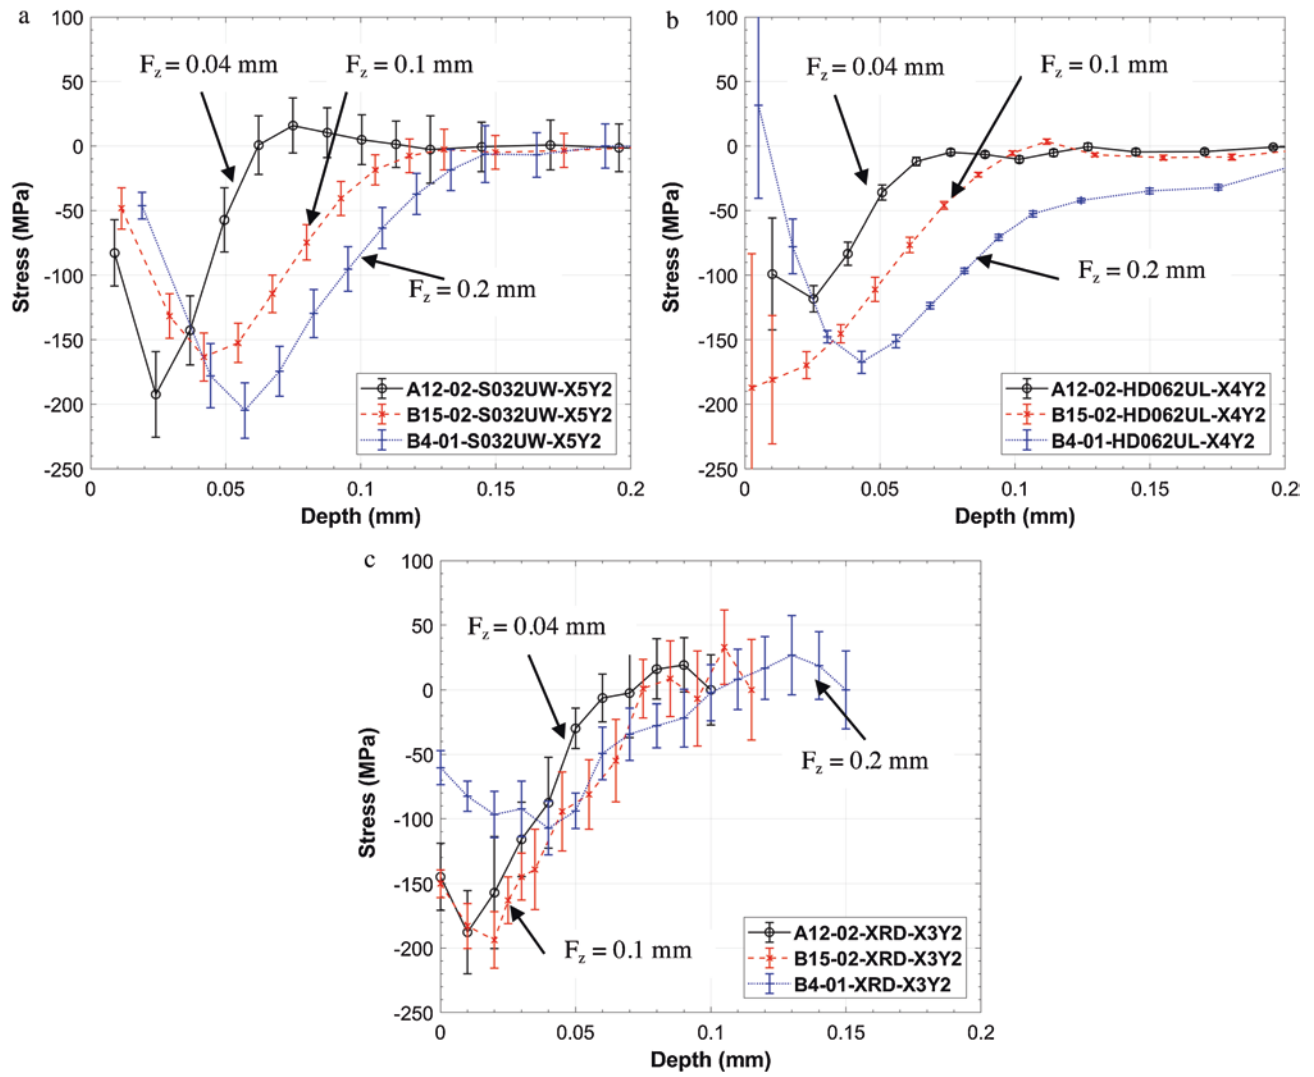 a
100
50
0
-50
-100
-150
-200
-250
Stress (MPa)
F_z = 0.04 mm
F_z = 0.1 mm
F_z = 0.2 mm
A12-02-S032UW-X5Y2
B15-02-S032UW-X5Y2
B4-01-S032UW-X5Y2
0 0.05 0.1 0.15 0.2
Depth (mm)
b
100
50
0
-50
-100
-150
-200
-250
Stress (MPa)
F_z = 0.04 mm
F_z = 0.1 mm
F_z = 0.2 mm
A12-02-HD062UL-X4Y2
B15-02-HD062UL-X4Y2
B4-01-HD062UL-X4Y2
0 0.05 0.1 0.15 0.2
Depth (mm)
c
100
50
0
-50
-100
-150
-200
-250
Stress (MPa)
F_z = 0.04 mm
F_z = 0.2 mm
F_z = 0.1 mm
A12-02-XRD-X3Y2
B15-02-XRD-X3Y2
B4-01-XRD-X3Y2
0 0.05 0.1 0.15 0.2
Depth (mm)